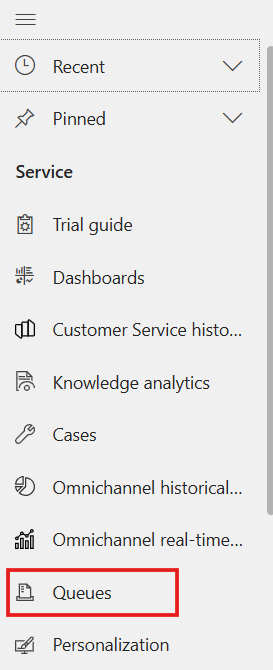 Recent
Pinned
Service
Trial guide
Dashboards
Customer Service histo...
Knowledge analytics
Cases
Omnichannel historical...
Omnichannel real-time...
Queues
Personalization